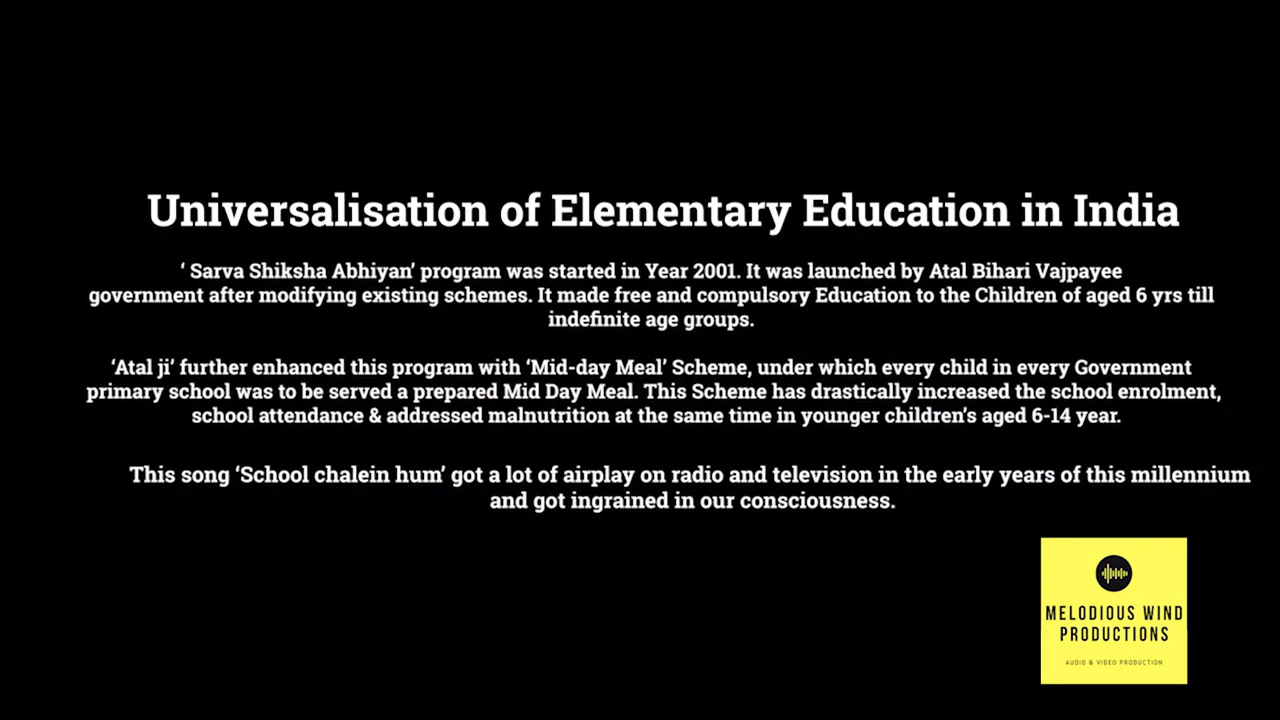 Universalisation of Elementary Education in India
‘ Sarva Shiksha Abhiyan’ program was started in Year 2001. It was launched by Atal Bihari Vajpayee
government after modifying existing schemes. It made free and compulsory Education to the Children of aged 6 yrs till
indefinite age groups.
‘Atal ji’ further enhanced this program with ‘Mid-day Meal’ Scheme, under which every child in every Government
primary school was to be served a prepared Mid Day Meal. This Scheme has drastically increased the school enrolment,
school attendance & addressed malnutrition at the same time in younger children’s aged 6-14 year.
This song ‘School chalein hum’ got a lot of airplay on radio and television in the early years of this millennium
and got ingrained in our consciousness.
MELODIOUS WIND
PRODUCTIONS
AUDIO & VIDEO PRODUCTION